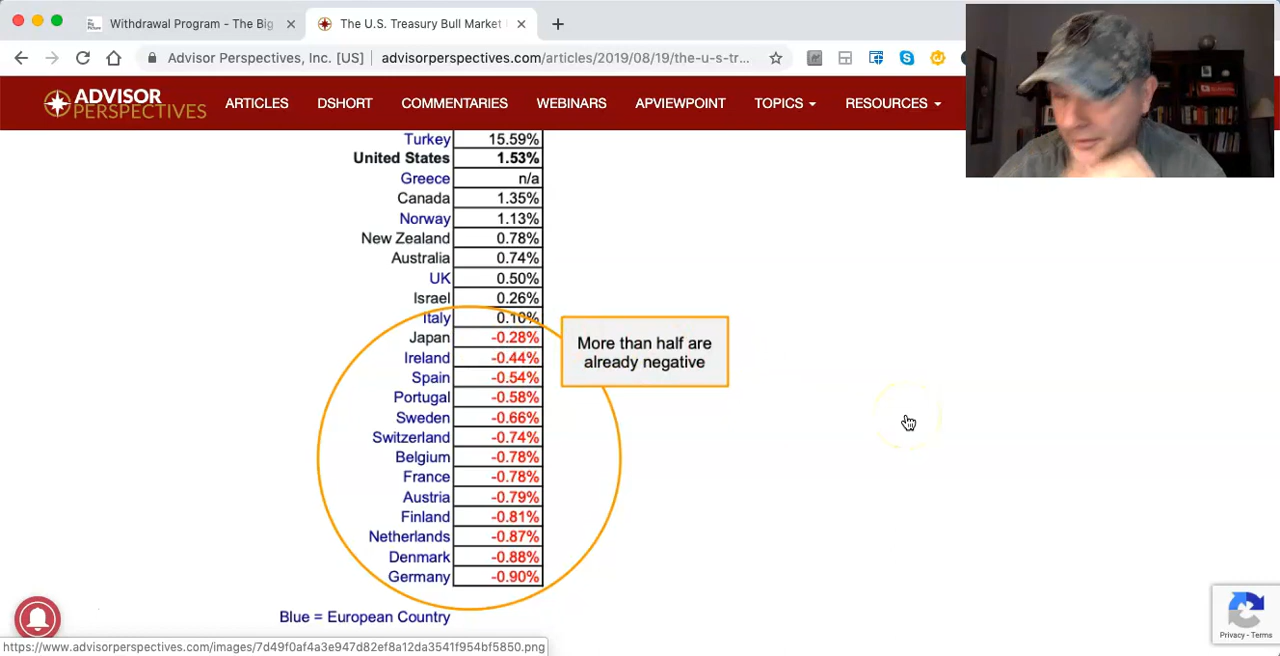 Withdrawal Program - The Big
The U.S. Treasury Bull Market
Advisor Perspectives, Inc. [US] advisorperspectives.com/articles/2019/08/19/the-u-s-tr...
ADVISOR
PERSPECTIVES
ARTICLES DSHORT COMMENTARIES WEBINARS APVIEWPOINT TOPICS RESOURCES
Turkey 15.59%
United States 1.53%
Greece n/a
Canada 1.35%
Norway 1.13%
New Zealand 0.78%
Australia 0.74%
UK 0.50%
Israel 0.26%
Italy 0.10%
Japan -0.28%
Ireland -0.44%
Spain -0.54%
Portugal -0.58%
Sweden -0.66%
Switzerland -0.74%
Belgium -0.78%
France -0.78%
Austria -0.79%
Finland -0.81%
Netherlands -0.87%
Denmark -0.88%
Germany -0.90%
More than half are
already negative
Blue = European Country
Privacy - Terms
https://www.advisorperspectives.com/images/7d49f0af4a3e947d82ef8a12da3541f954bf5850.png